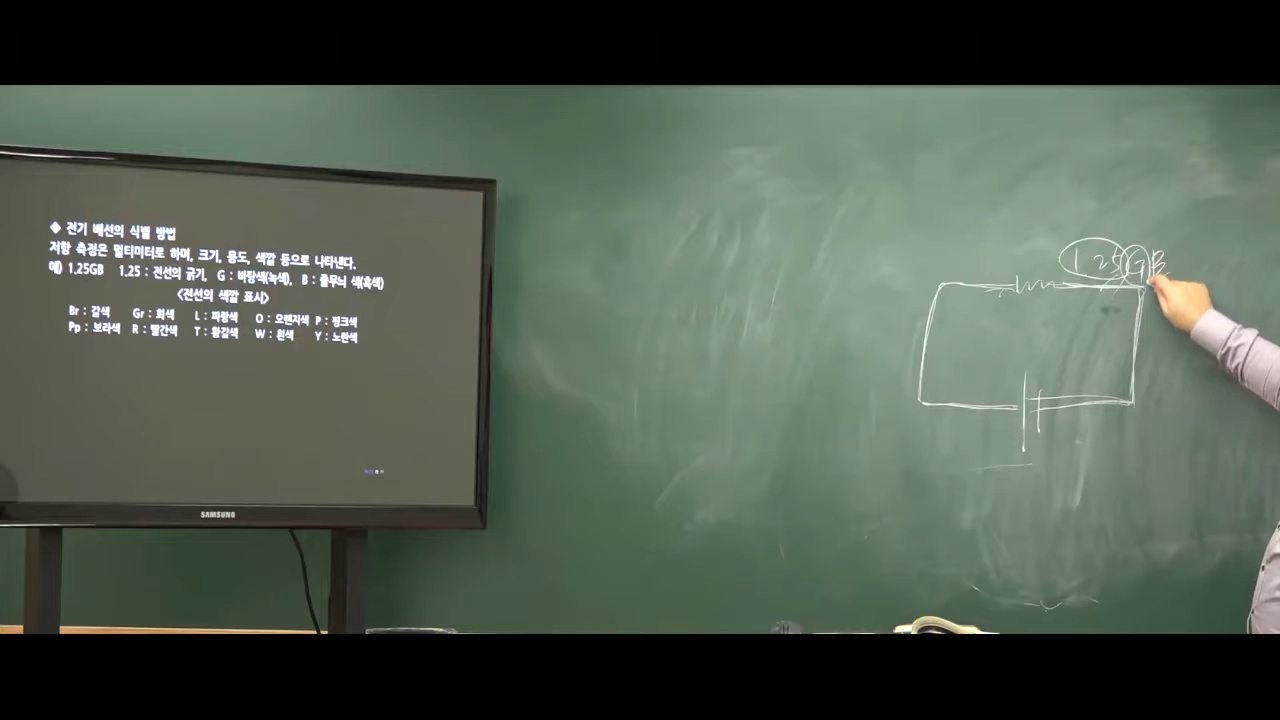 ◆ 전기 배선의 식별 방법
저항 측정은 멀티미터로 하며, 크기, 용도, 색깔 등으로 나타낸다.
예) 1.25GB 1.25 : 전선의 굵기, G : 바탕색(녹색), B : 줄무늬 색(흑색)
<전선의 색깔 표시>
Br : 갈색 Gr : 회색 L : 파랑색 O : 오렌지색 P : 핑크색
Pp : 보라색 R : 빨간색 T : 황갈색 W : 흰색 Y : 노란색
SAMSUNG
1.25GB